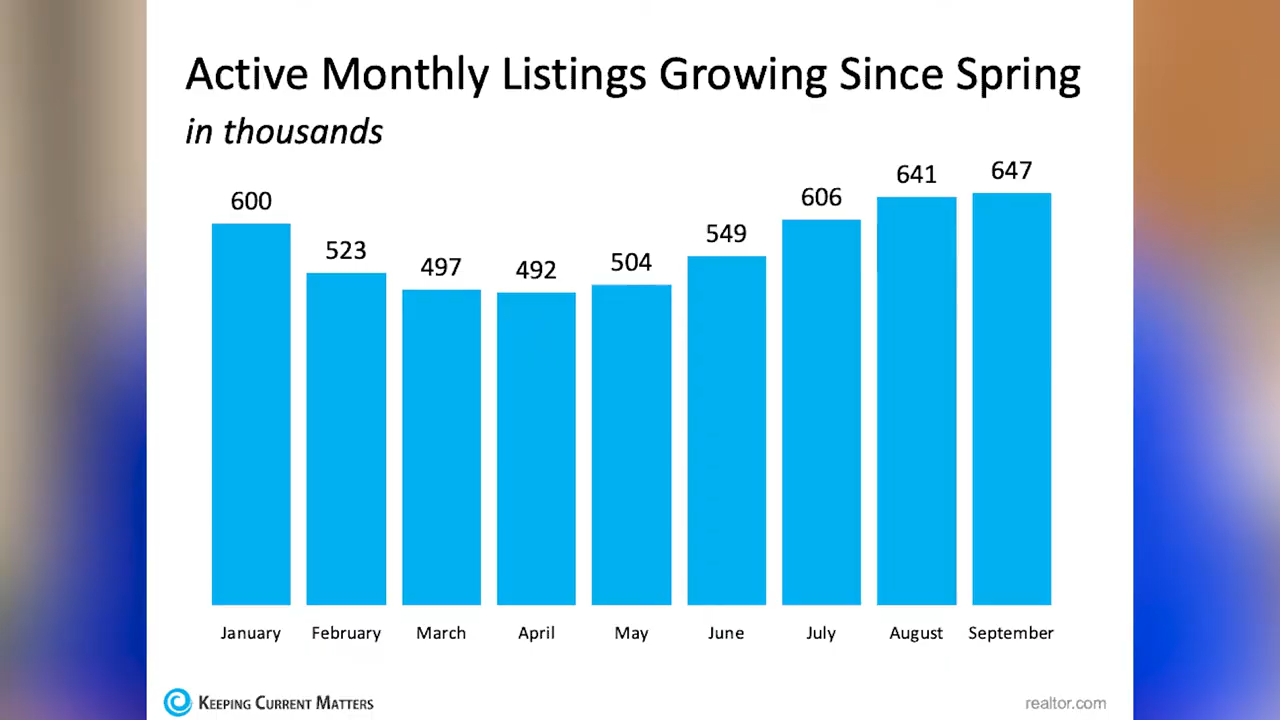 Active Monthly Listings Growing Since Spring
in thousands
600
523
497
492
504
549
606
641
647
January
February
March
April
May
June
July
August
September
KEEPING CURRENT MATTERS
realtor.com